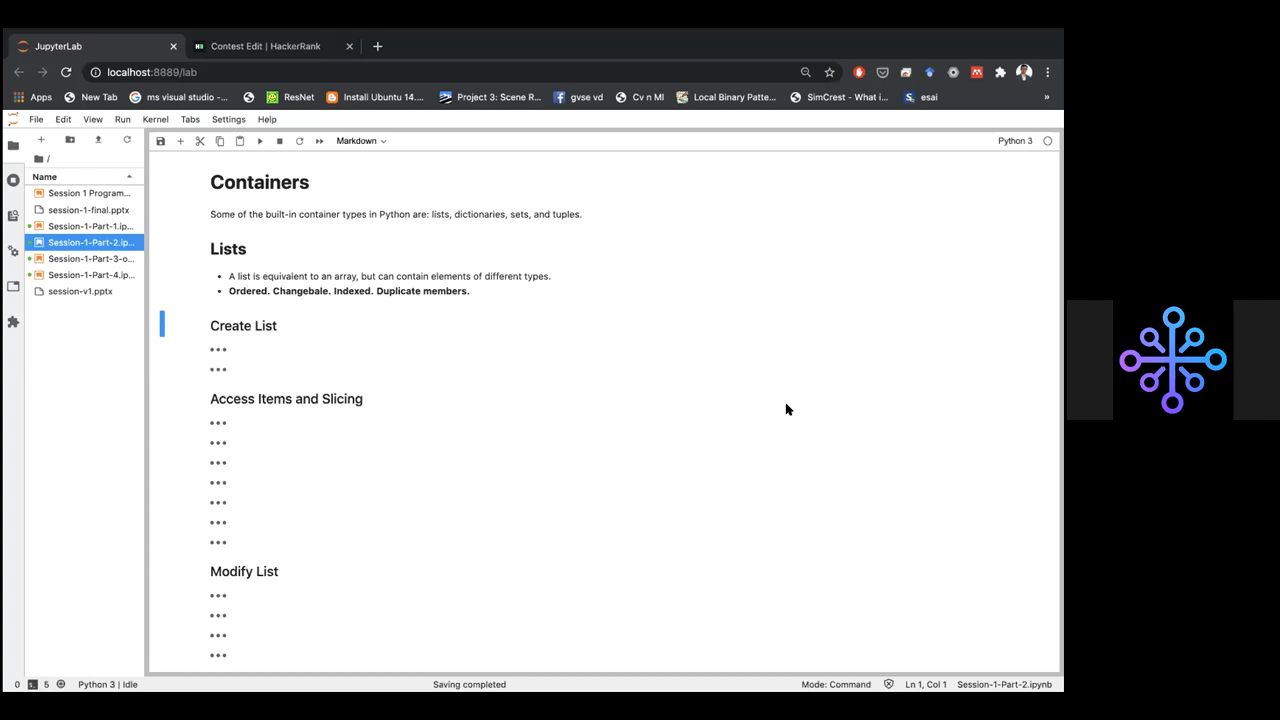 JupyterLab
Contest Edit | HackerRank
localhost:8889/lab
Apps
New Tab
ms visual studio -...
ResNet
Install Ubuntu 14....
Project 3: Scene R...
gvse vd
Cv n Ml
Local Binary Patte...
SimCrest - What i...
esai
»
File Edit View Run Kernel Tabs Settings Help
Markdown
Python 3
/
Name
Session 1 Program...
session-1-final.pptx
Session-1-Part-1.ip...
Session-1-Part-2.ip...
Session-1-Part-3-o...
Session-1-Part-4.ip...
session-v1.pptx
Containers
Some of the built-in container types in Python are: lists, dictionaries, sets, and tuples.
Lists
• A list is equivalent to an array, but can contain elements of different types.
• Ordered. Changebale. Indexed. Duplicate members.
Create List
Access Items and Slicing
Modify List
0
5
Python 3 | Idle
Saving completed
Mode: Command
Ln 1, Col 1
Session-1-Part-2.ipynb